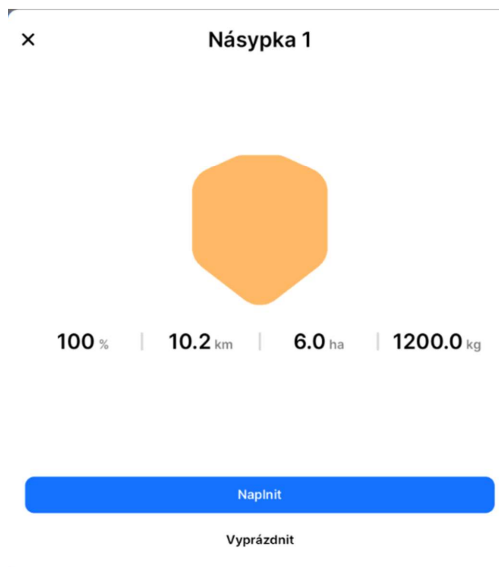 × Násypka 1
100 % | 10.2 km | 6.0 ha | 1200.0 kg
Naplnit
Vyprázdnit